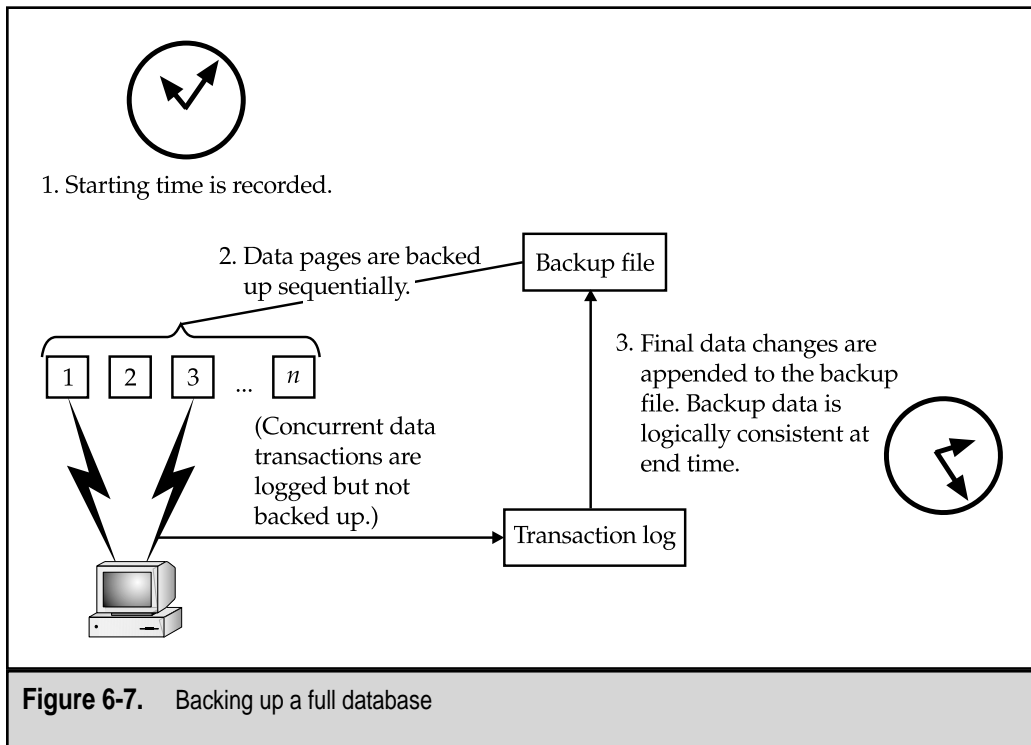 1. Starting time is recorded.
2. Data pages are backed
up sequentially.
Backup file
1 2 3 ... n
3. Final data changes are
appended to the backup
file. Backup data is
logically consistent at
end time.
(Concurrent data
transactions are
logged but not
backed up.)
Transaction log
Figure 6-7. Backing up a full database